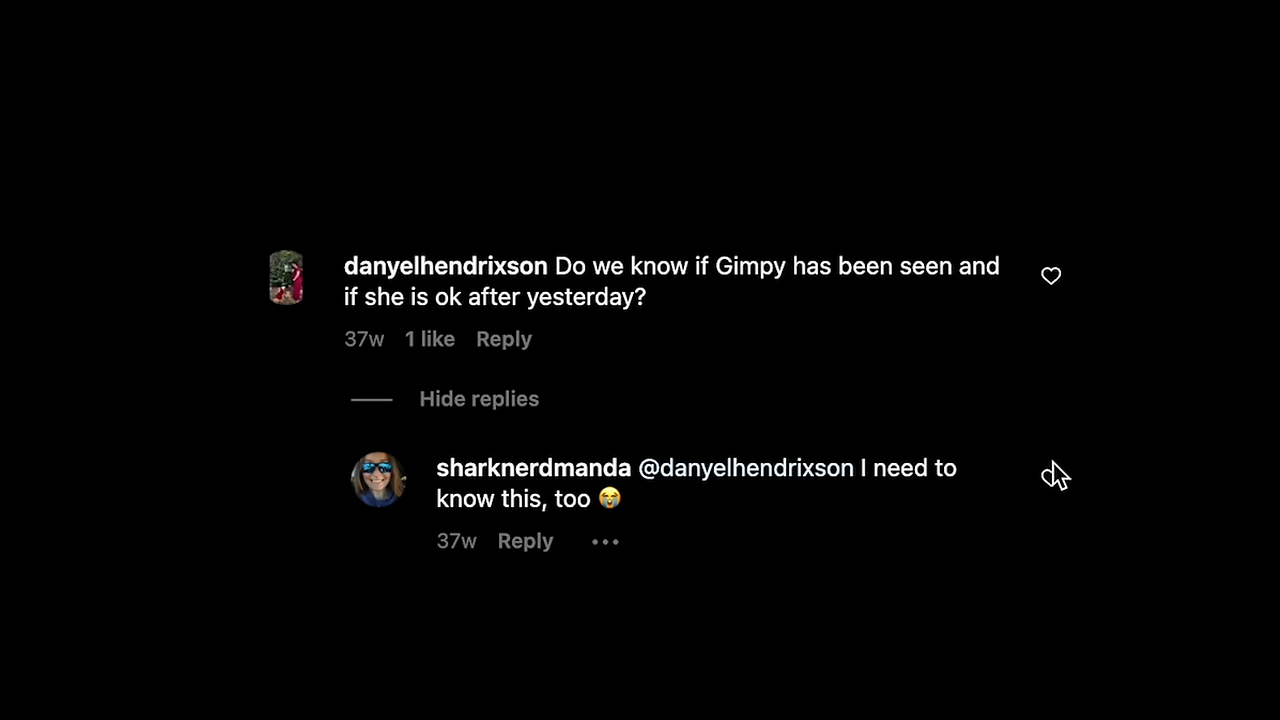 danyelhendrixson Do we know if Gimpy has been seen and
if she is ok after yesterday?
37w 1 like Reply
Hide replies
sharknerdmanda @danyelhendrixson I need to
know this, too 😭
37w Reply •••